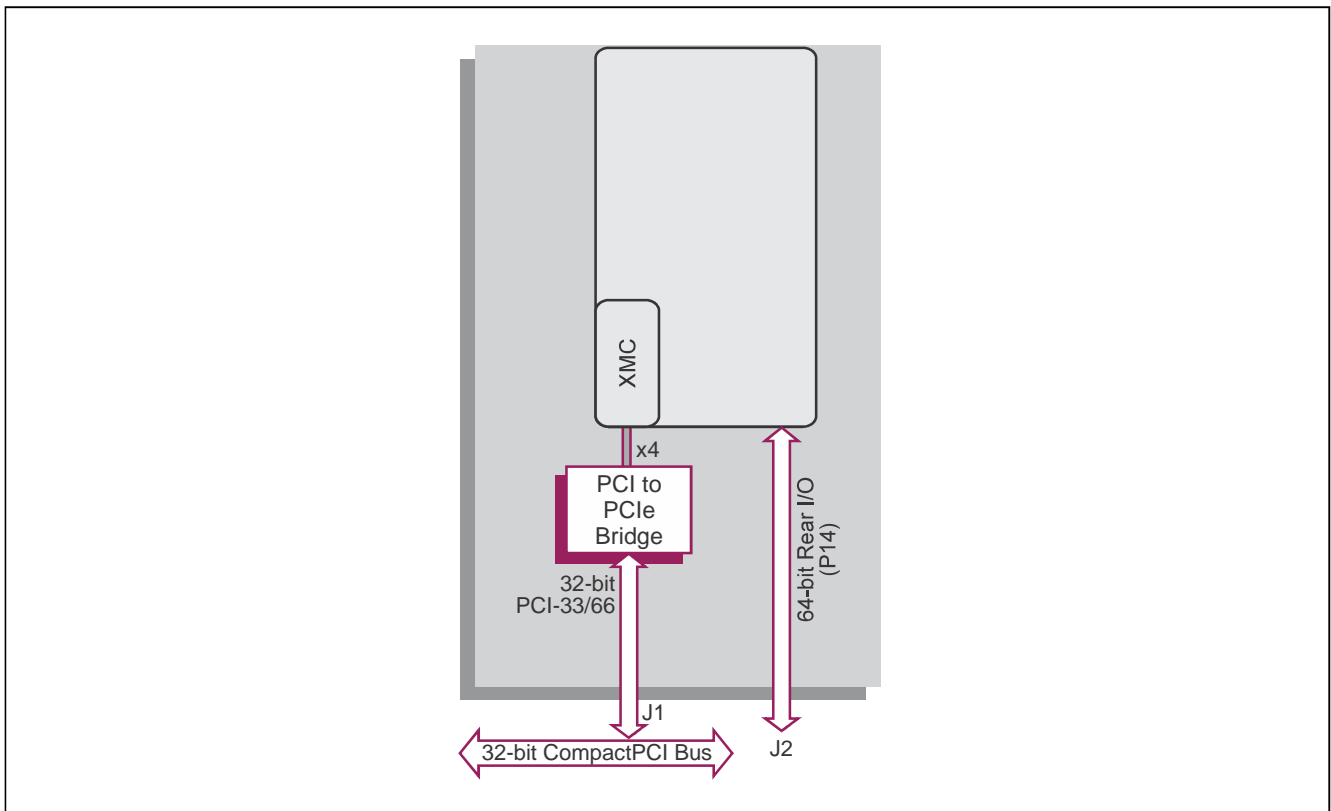 XMC
x4
PCI to
PCIe
Bridge
32-bit
PCI-33/66
64-bit Rear I/O
(P14)
J1
32-bit CompactPCI Bus
J2